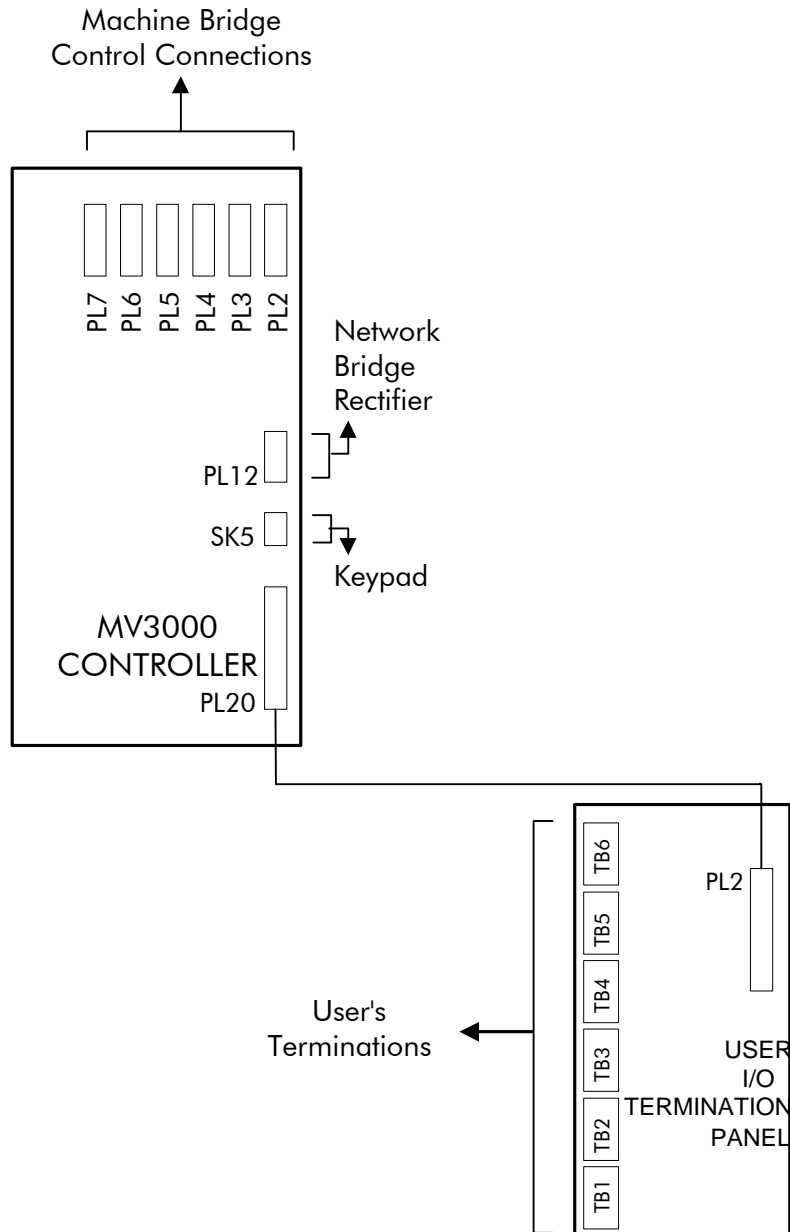 Machine Bridge
Control Connections
PL7
PL6
PL5
PL4
PL3
PL2
Network
Bridge
Rectifier
PL12
SK5
Keypad
MV3000
CONTROLLER
PL20
TB6
PL2
TB5
TB4
User's
Terminations
TB3
USER
I/O
TERMINATION
PANEL
TB2
TB1